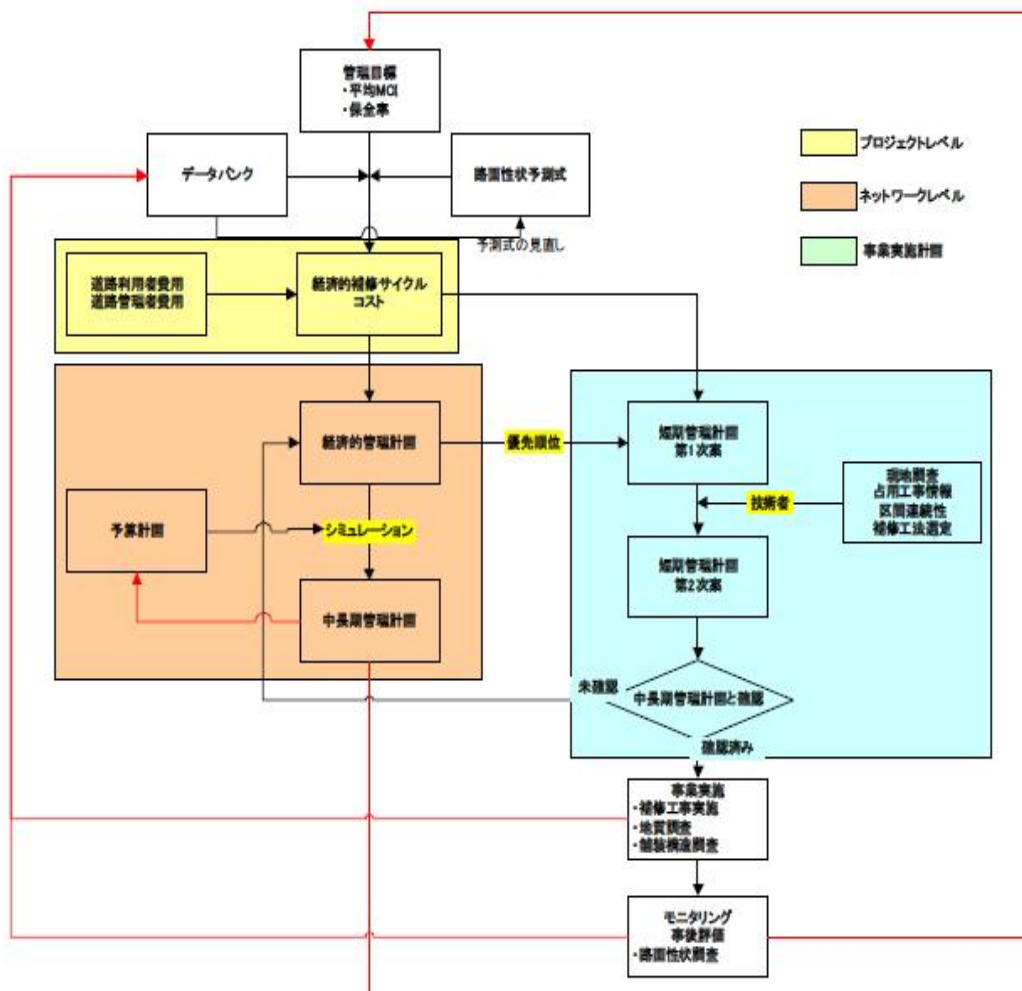 管理目標
・平均MCI
・保全率
データバンク
路面性状予測式
予測式の見直し
プロジェクトレベル
ネットワークレベル
事業実施計画
道路利用者費用
道路管理者費用
経済的補修サイクル
コスト
経済的管理計画
優先順位
短期管理計画
第1次案
現地調査
占用工事情報
区間連続性
補修工法選定
技術者
予算計画
シミュレーション
短期管理計画
第2次案
中長期管理計画
未確認
中長期管理計画と確認
確認済み
事業実施
・補修工事実施
・地質調査
・舗装構造調査
モニタリング
事後評価
・路面性状調査